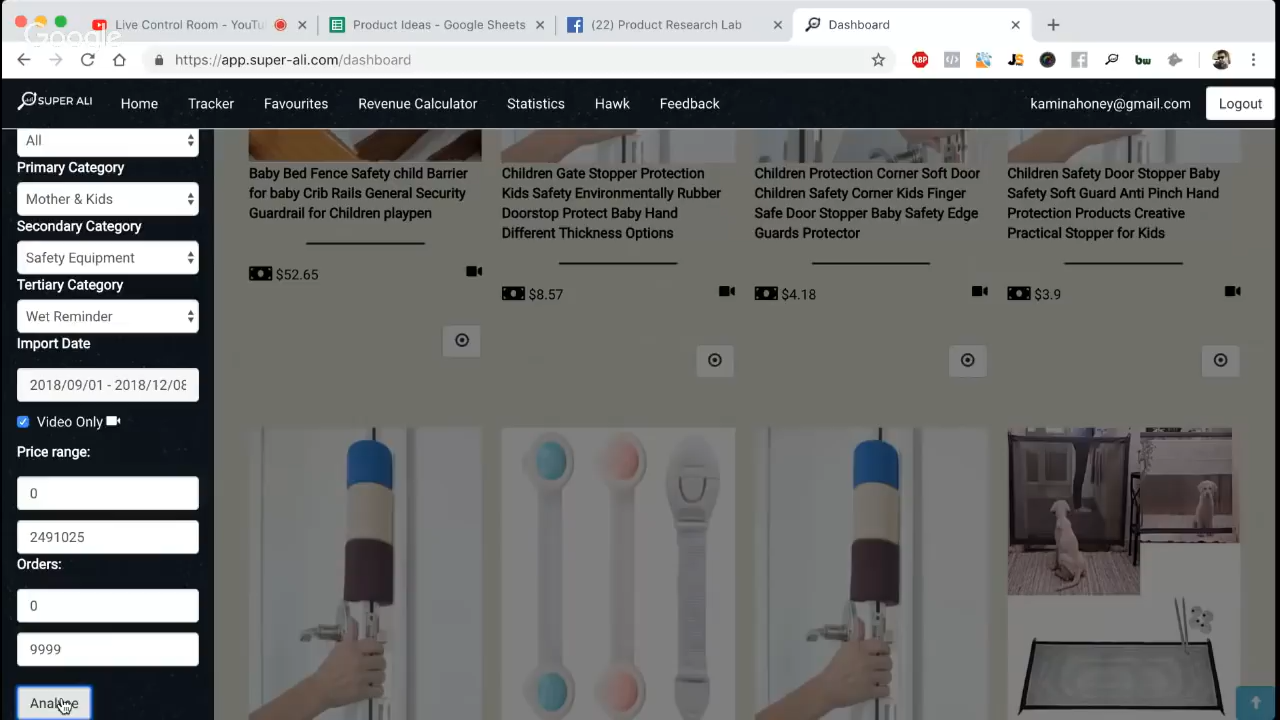 Live Control Room - YouTu
Product Ideas - Google Sheets
(22) Product Research Lab
Dashboard
Google
https://app.super-ali.com/dashboard
ABP
JS
bw
SUPER ALI
Home
Tracker
Favourites
Revenue Calculator
Statistics
Hawk
Feedback
kaminahoney@gmail.com
Logout
All
Primary Category
Mother & Kids
Secondary Category
Safety Equipment
Tertiary Category
Wet Reminder
Import Date
2018/09/01 - 2018/12/08
Video Only
Price range:
0
2491025
Orders:
0
9999
Baby Bed Fence Safety child Barrier
for baby Crib Rails General Security
Guardrail for Children playpen
$52.65
Children Gate Stopper Protection
Kids Safety Environmentally Rubber
Doorstop Protect Baby Hand
Different Thickness Options
$8.57
Children Protection Corner Soft Door
Children Safety Corner Kids Finger
Safe Door Stopper Baby Safety Edge
Guards Protector
$4.18
Children Safety Door Stopper Baby
Safety Soft Guard Anti Pinch Hand
Protection Products Creative
Practical Stopper for Kids
$3.9